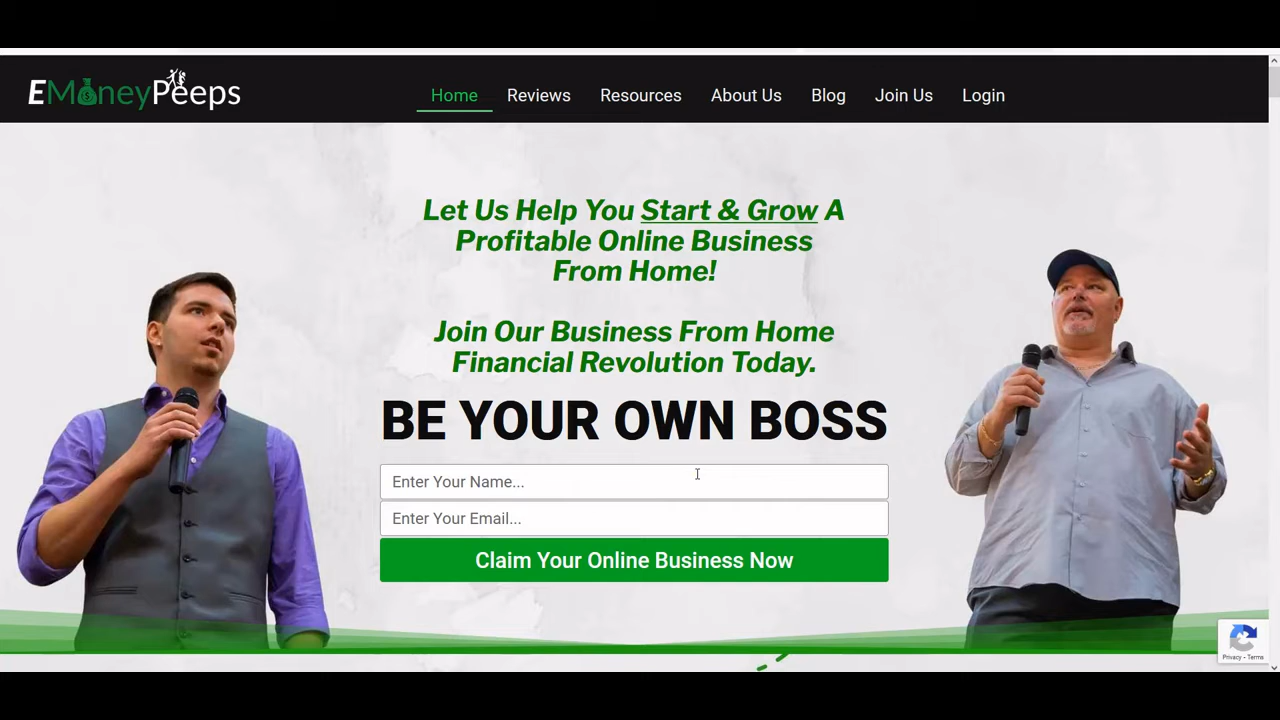 EMoneyPeeps
Home Reviews Resources About Us Blog Join Us Login
Let Us Help You Start & Grow A
Profitable Online Business
From Home!
Join Our Business From Home
Financial Revolution Today.
BE YOUR OWN BOSS
Enter Your Name...
Enter Your Email...
Claim Your Online Business Now
Privacy - Terms